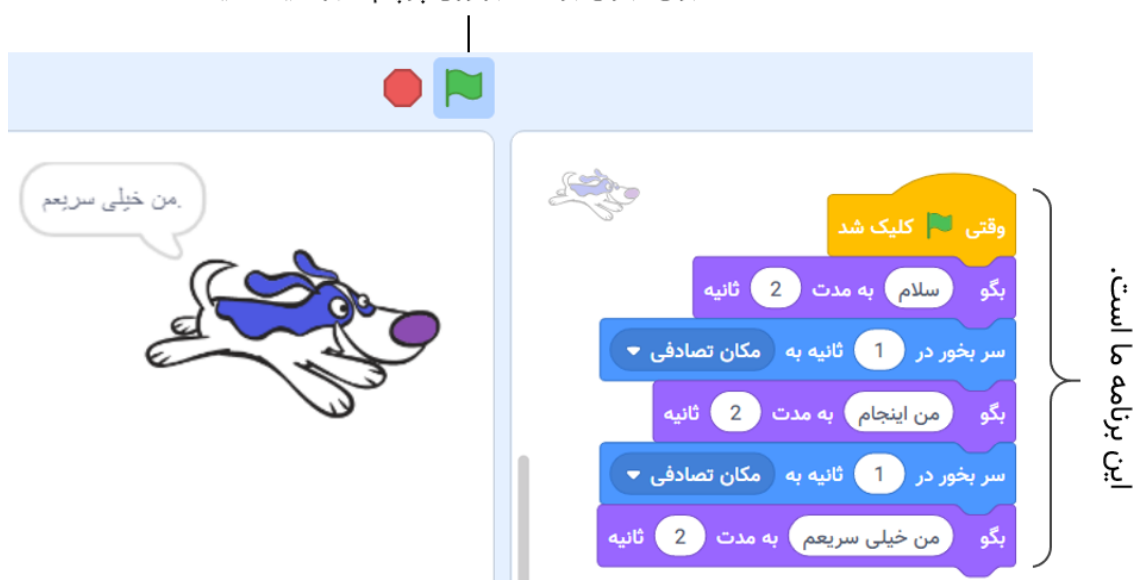 من خیلی سریعم.
وقتی کلیک شد
بگو سلام به مدت 2 ثانیه
سر بخور در 1 ثانیه به مکان تصادفی
بگو من اینجام به مدت 2 ثانیه
سر بخور در 1 ثانیه به مکان تصادفی
بگو من خیلی سریعم به مدت 2 ثانیه
این برنامه ما است.